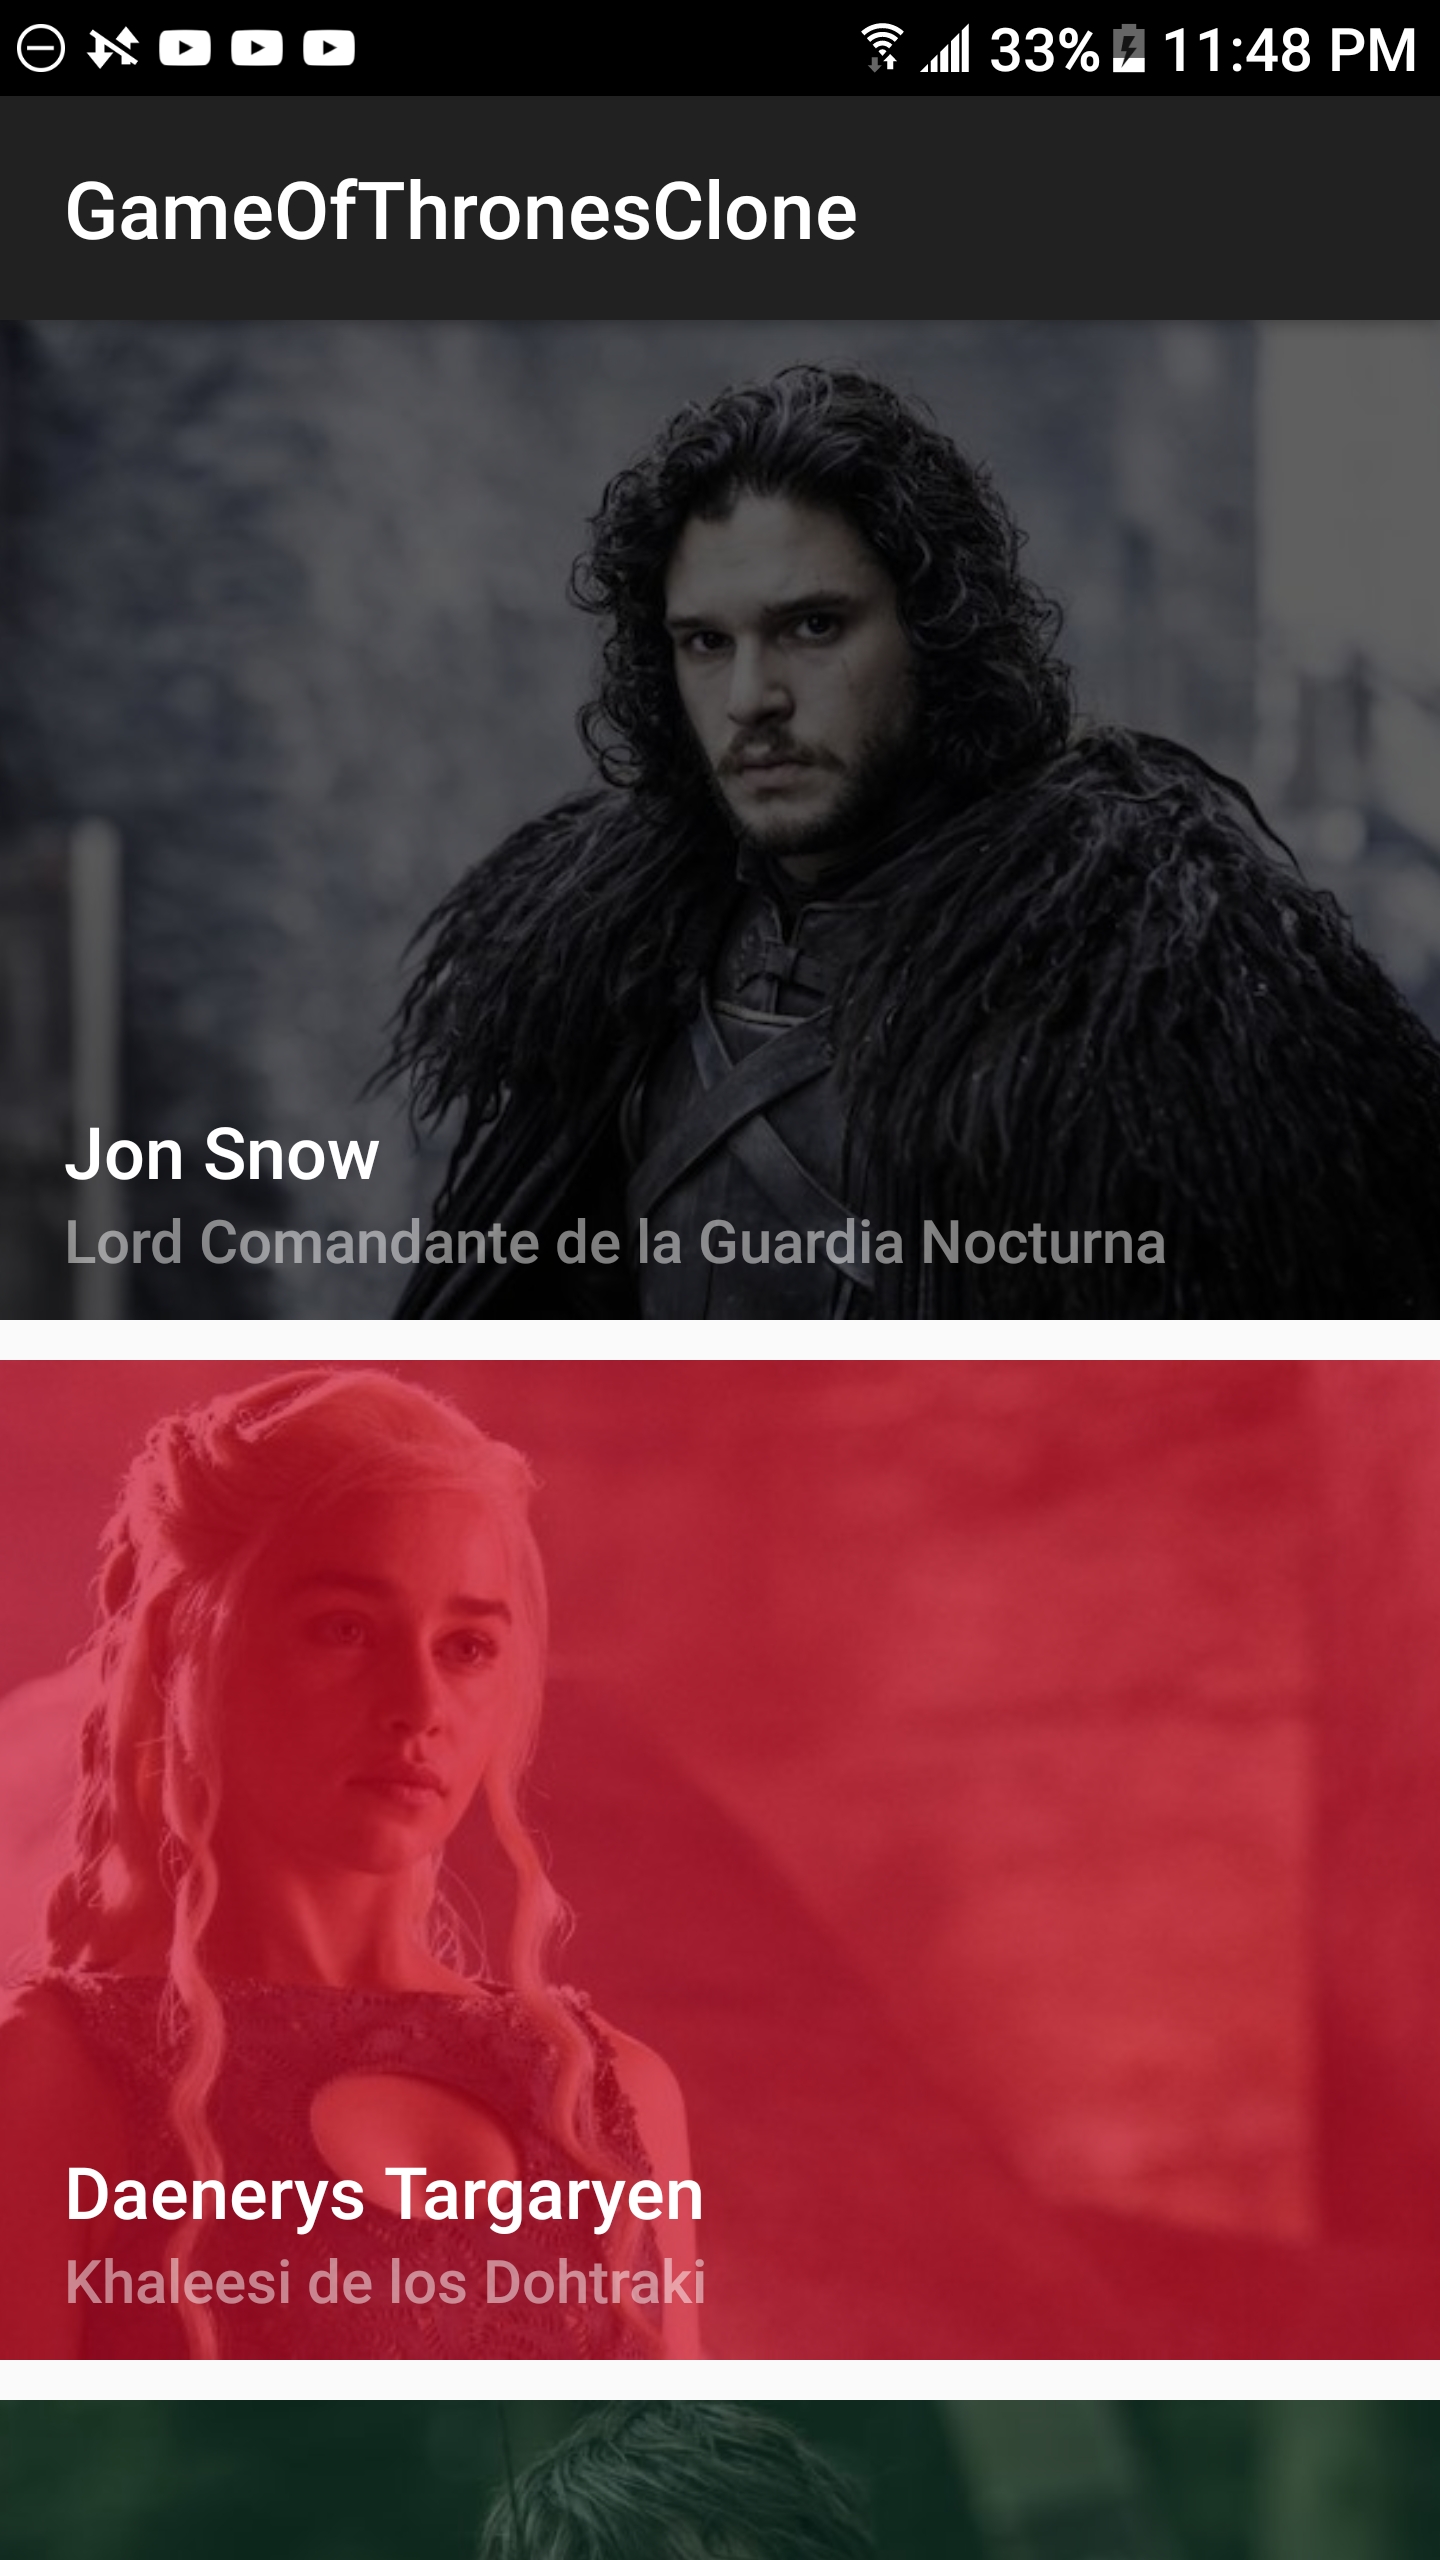 33% 11:48 PM
GameOfThronesClone
Jon Snow
Lord Comandante de la Guardia Nocturna
Daenerys Targaryen
Khaleesi de los Dohtraki